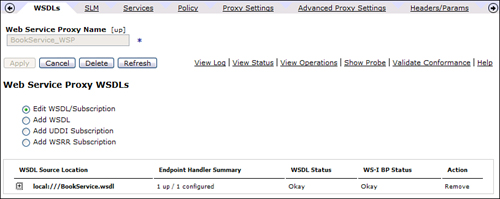 WSDLs SLM Services Policy Proxy Settings Advanced Proxy Settings Headers/Params
Web Service Proxy Name [up]
BookService_WSP *
Apply Cancel Delete Refresh View Log | View Status | View Operations | Show Probe | Validate Conformance | Help
Web Service Proxy WSDLs
Edit WSDL/Subscription
Add WSDL
Add UDDI Subscription
Add WSRR Subscription
WSDL Source Location Endpoint Handler Summary WSDL Status WS-I BP Status Action
local:///BookService.wsdl 1 up / 1 configured Okay Okay Remove